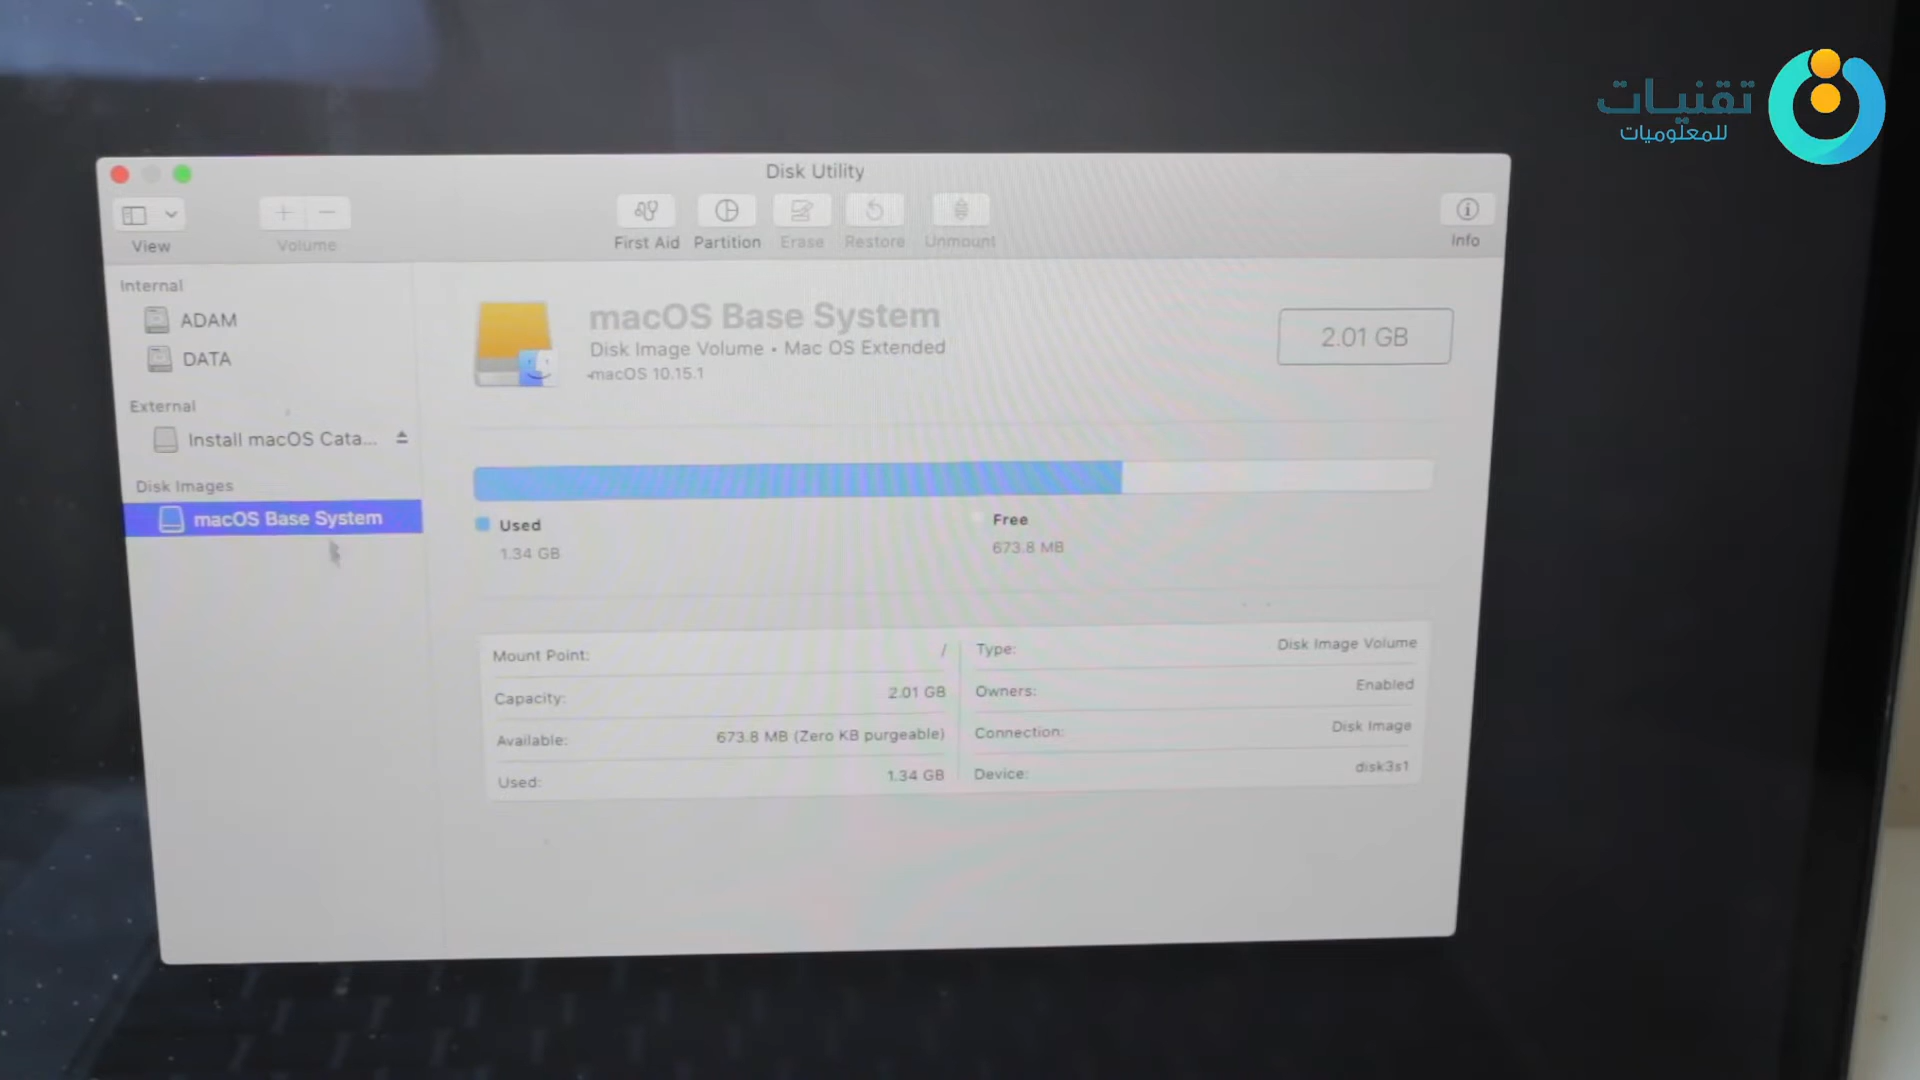 تقنيات
للمعلوميات
Disk Utility
View
Volume
First Aid
Partition
Erase
Restore
Unmount
Info
Internal
ADAM
DATA
External
Install macOS Cata...
Disk Images
macOS Base System
macOS Base System
Disk Image Volume • Mac OS Extended
macOS 10.15.1
2.01 GB
Used
1.34 GB
Free
673.8 MB
Mount Point: /
Capacity: 2.01 GB
Available: 673.8 MB (Zero KB purgeable)
Used: 1.34 GB
Type: Disk Image Volume
Owners: Enabled
Connection: Disk Image
Device: disk3s1